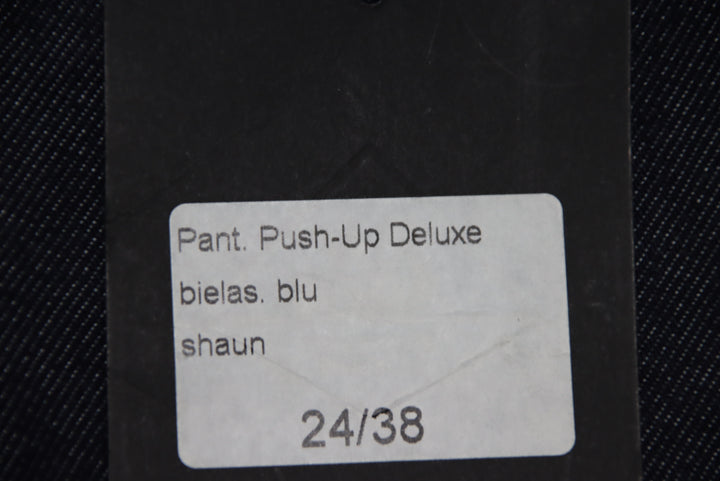 Pant. Push-Up Deluxe
bielas. blu
shaun
24/38